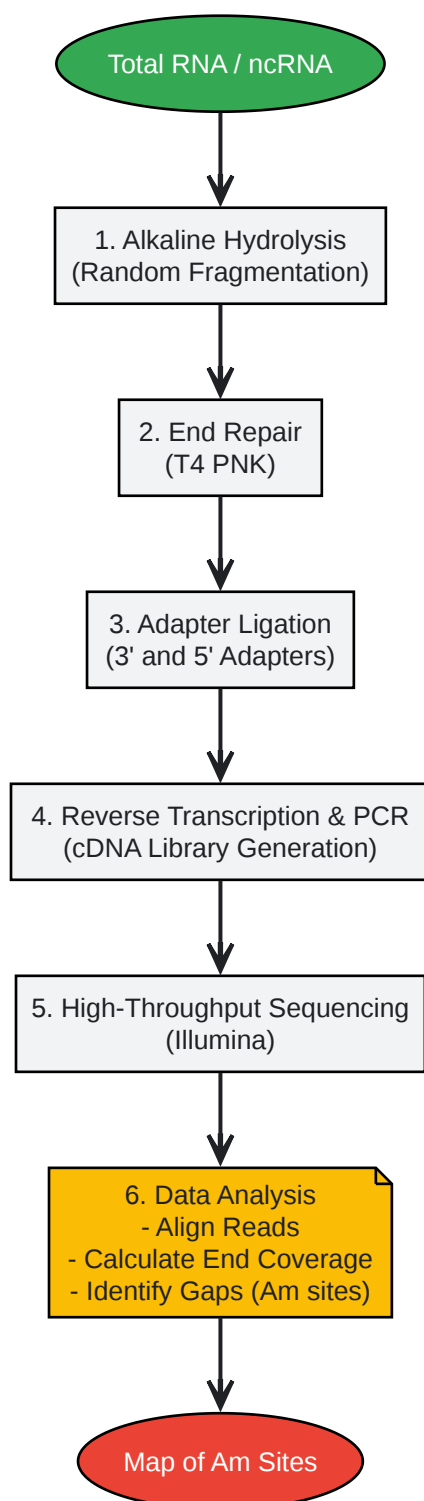 Total RNA / ncRNA
1. Alkaline Hydrolysis
(Random Fragmentation)
2. End Repair
(T4 PNK)
3. Adapter Ligation
(3' and 5' Adapters)
4. Reverse Transcription & PCR
(cDNA Library Generation)
5. High-Throughput Sequencing
(Illumina)
6. Data Analysis
- Align Reads
- Calculate End Coverage
- Identify Gaps (Am sites)
Map of Am Sites